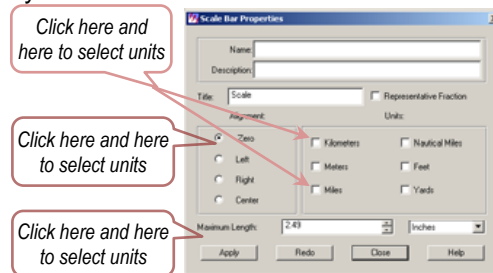 Click here and
here to select units
Scale Bar Properties
Name:
Description:
Title: Scale Representative Fraction
Alignment: Units:
Click here and here
to select units
Zero Kilometers Nautical Miles
Left Meters Feet
Right Miles Yards
Center
Click here and here
to select units
Maximum Length: 2.49 Inches
Apply Redo Close Help